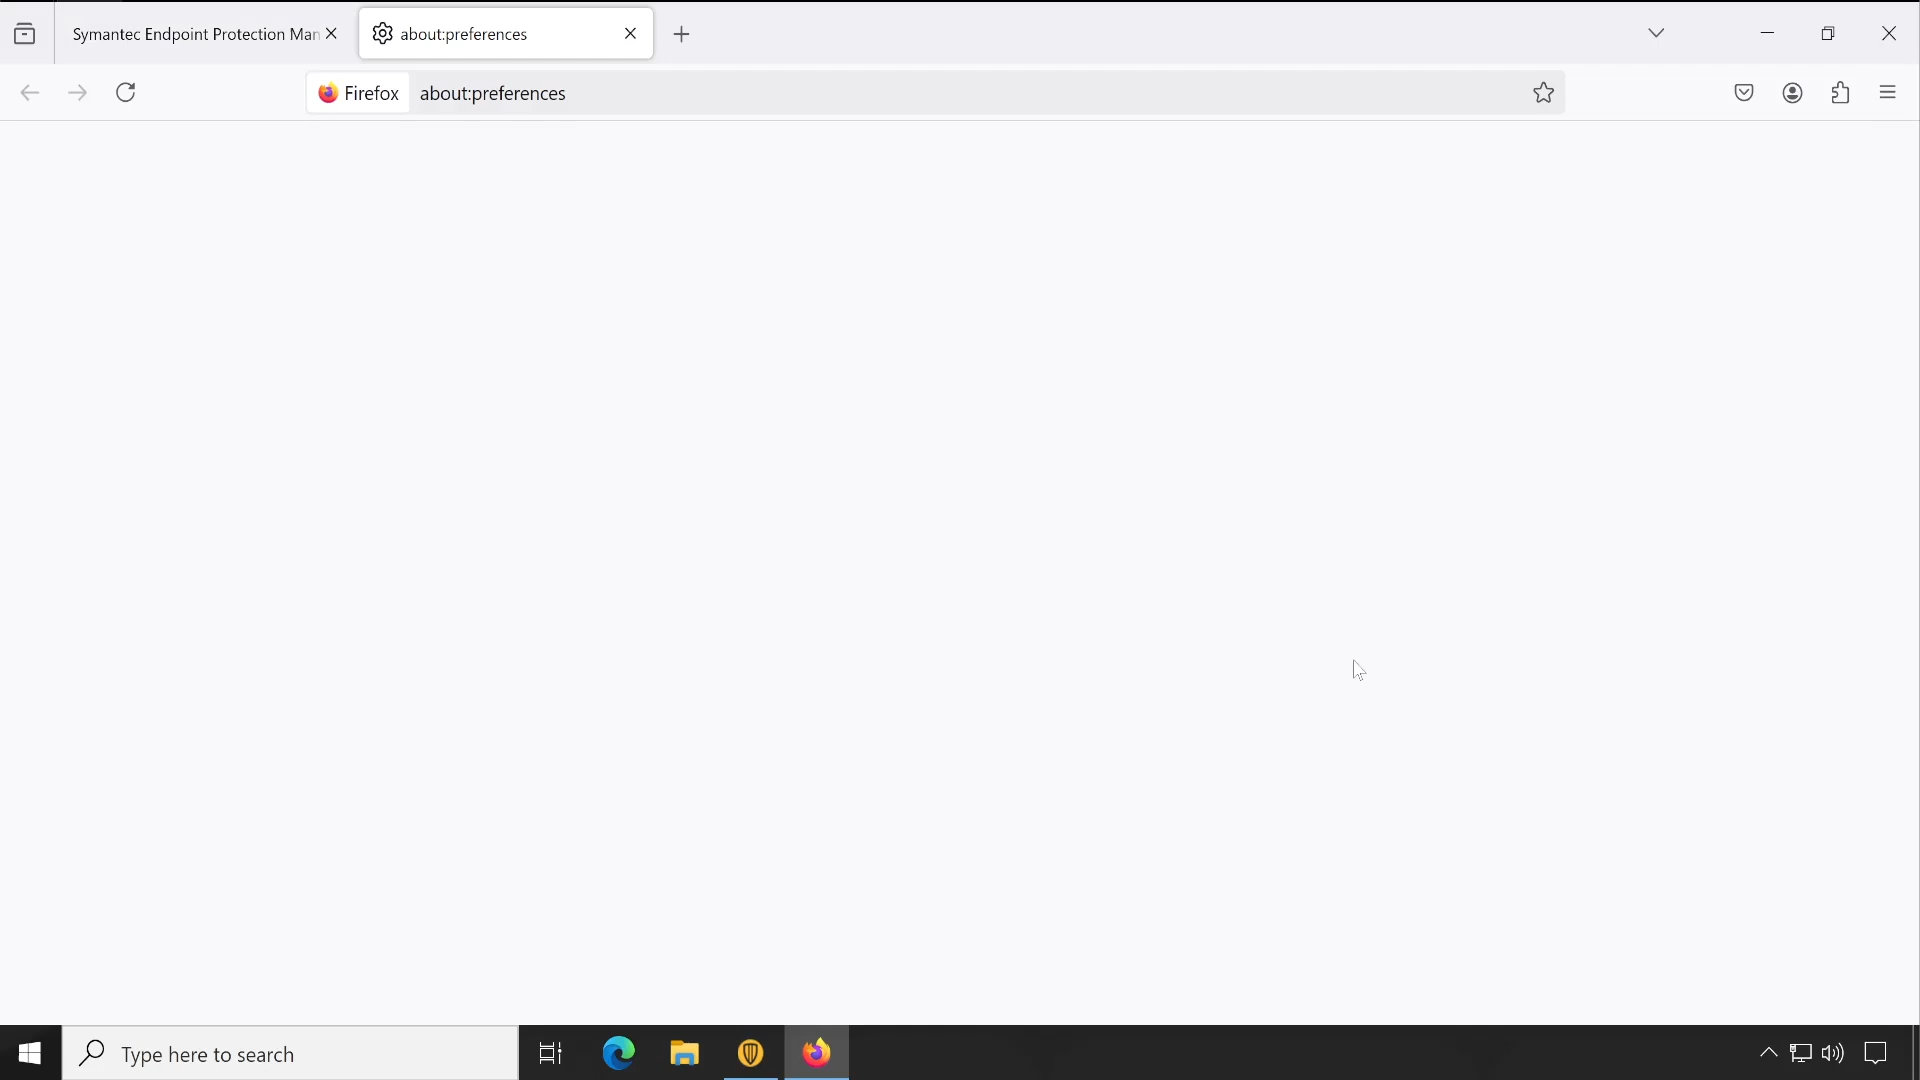 Symantec Endpoint Protection Man
about:preferences
Firefox
about:preferences
Type here to search